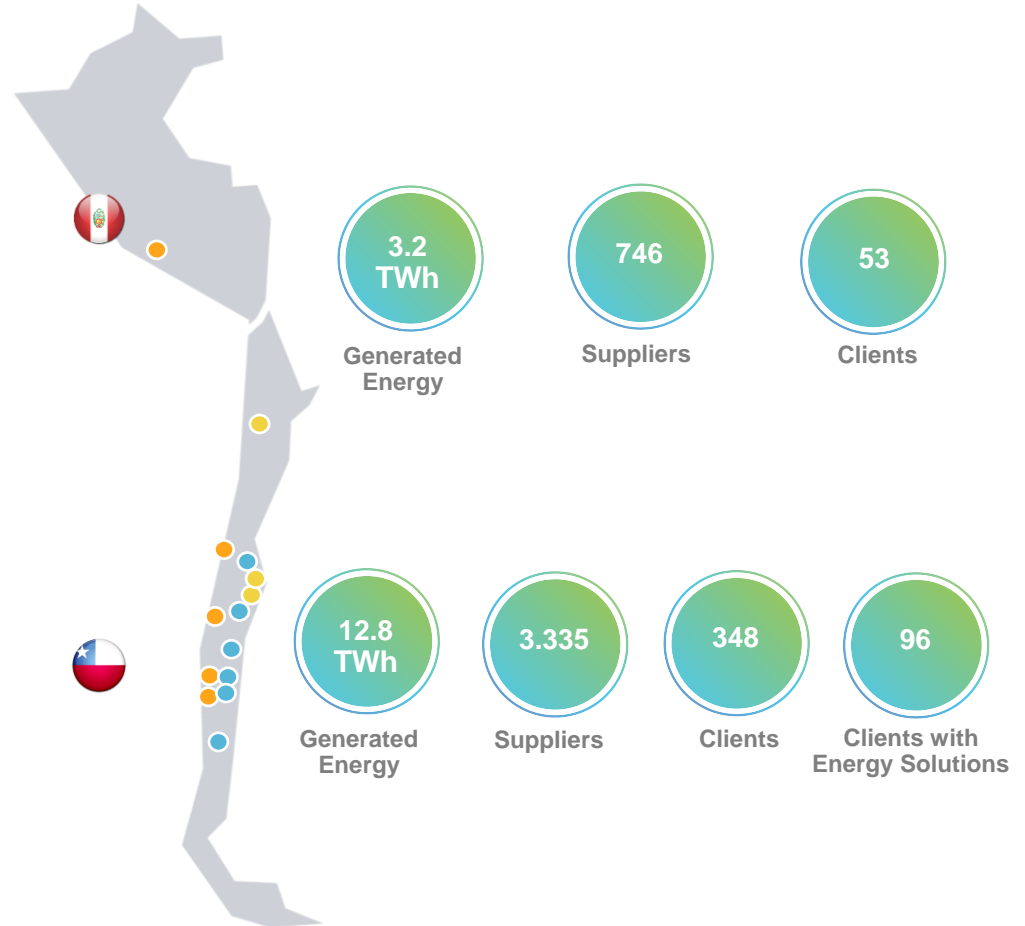 3.2
TWh
746
53
Generated
Energy
Suppliers
Clients
12.8
TWh
3.335
348
96
Generated
Energy
Suppliers
Clients
Clients with
Energy Solutions